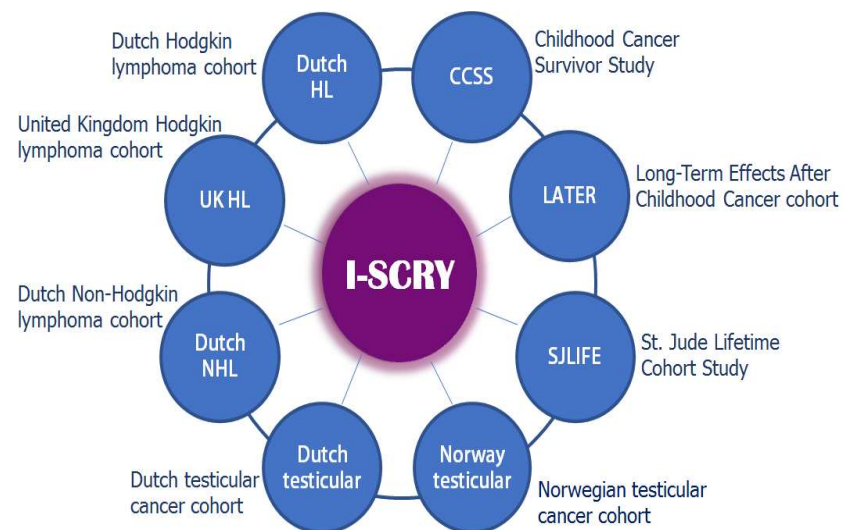 Dutch Hodgkin
lymphoma cohort
Dutch
HL
CCSS
Childhood Cancer
Survivor Study
United Kingdom Hodgkin
lymphoma cohort
UK HL
LATER
Long-Term Effects After
Childhood Cancer cohort
I-SCRY
Dutch Non-Hodgkin
lymphoma cohort
Dutch
NHL
SJLIFE
St. Jude Lifetime
Cohort Study
Dutch testicular
cancer cohort
Dutch
testicular
Norway
testicular
Norwegian testicular
cancer cohort